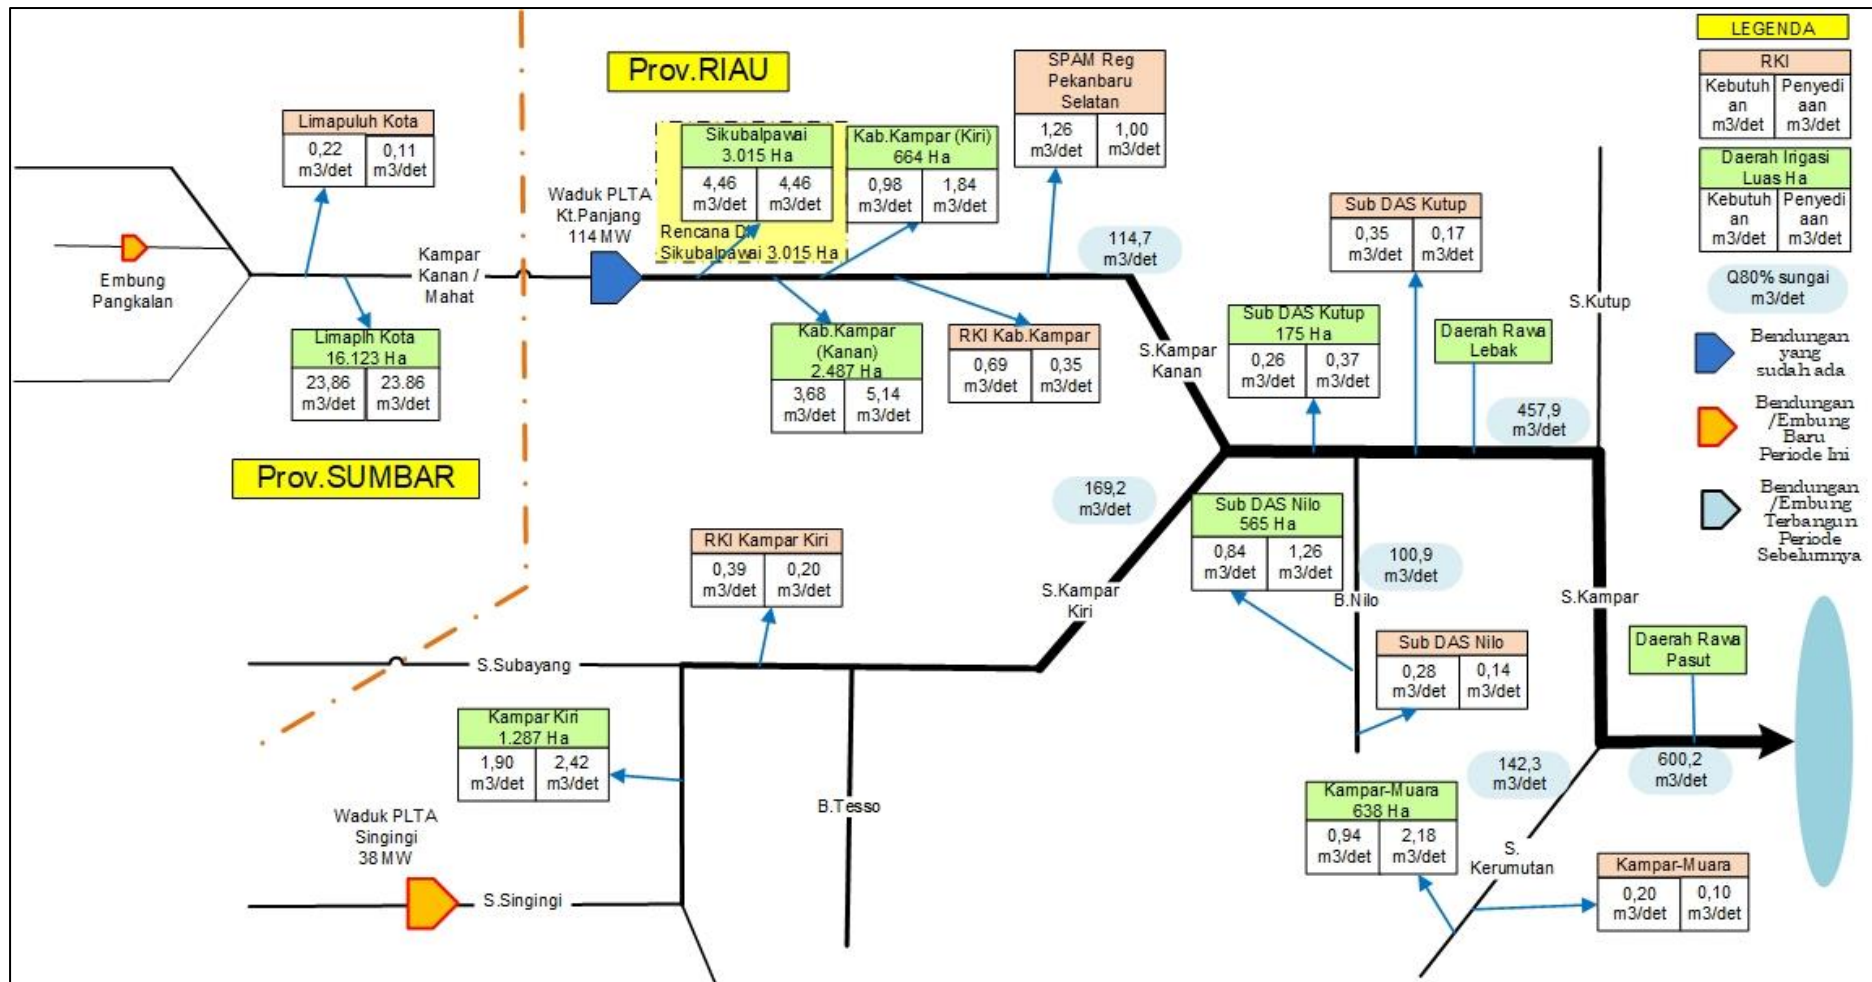 Prov.RIAU
Prov.SUMBAR
Limapuluh Kota
0,22
m3/det
0,11
m3/det
Embung
Pangkalan
Kampar
Kanan /
Mahat
Limaplh Kota
16.123 Ha
23,86
m3/det
23.86
m3/det
Waduk PLTA
Kt.Panjang
114 MW
Sikubalpawai
3.015 Ha
4,46
m3/det
4,46
m3/det
Rencana D
Sikubalpawai 3.015 Ha
Kab.Kampar (Kiri)
664 Ha
0,98
m3/det
1,84
m3/det
SPAM Reg
Pekanbaru
Selatan
1,26
m3/det
1,00
m3/det
114,7
m3/det
Kab.Kampar
(Kanan)
2.487 Ha
3,68
m3/det
5,14
m3/det
RKI Kab.Kampar
0,69
m3/det
0,35
m3/det
S.Kampar
Kanan
Sub DAS Kutup
0,35
m3/det
0,17
m3/det
Sub DAS Kutup
175 Ha
0,26
m3/det
0,37
m3/det
Daerah Rawa
Lebak
457,9
m3/det
S.Kutup
169,2
m3/det
Sub DAS Nilo
565 Ha
0,84
m3/det
1,26
m3/det
100,9
m3/det
B.Nilo
Sub DAS Nilo
0,28
m3/det
0,14
m3/det
S.Kampar
RKI Kampar Kiri
0,39
m3/det
0,20
m3/det
S.Kampar
Kiri
S.Subayang
Kampar Kiri
1.287 Ha
1,90
m3/det
2,42
m3/det
B.Tesso
Waduk PLTA
Singingi
38 MW
S.Singingi
Daerah Rawa
Pasut
142,3
m3/det
600,2
m3/det
Kampar-Muara
638 Ha
0,94
m3/det
2,18
m3/det
S.
Kerumutan
Kampar-Muara
0,20
m3/det
0,10
m3/det
LEGENDA
RKI
Kebutuh
an
m3/det
Penyedi
aan
m3/det
Daerah Irigasi
Luas Ha
Kebutuh
an
m3/det
Penyedi
aan
m3/det
Q80% sungai
m3/det
Bendungan
yang
sudah ada
Bendungan
/Embung
Baru
Periode Ini
Bendungan
/Embung
Terbangun
Periode
Sebelumnya